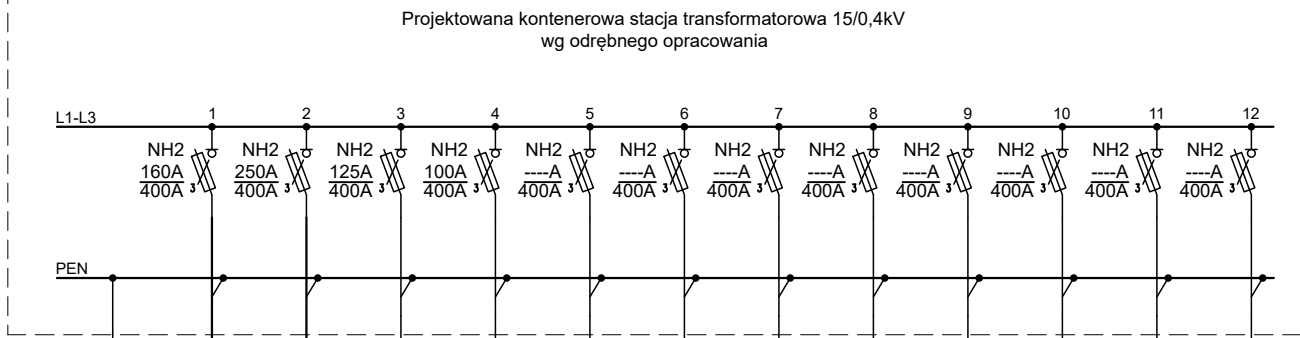 Projektowana kontenerowa stacja transformatorowa 15/0,4kV
wg odrębnego opracowania
L1-L3 1 2 3 4 5 6 7 8 9 10 11 12
NH2 NH2 NH2 NH2 NH2 NH2 NH2 NH2 NH2 NH2 NH2 NH2
160A 250A 125A 100A ----A ----A ----A ----A ----A ----A ----A ----A
400A 3 400A 3 400A 3 400A 3 400A 3 400A 3 400A 3 400A 3 400A 3 400A 3 400A 3 400A 3
PEN